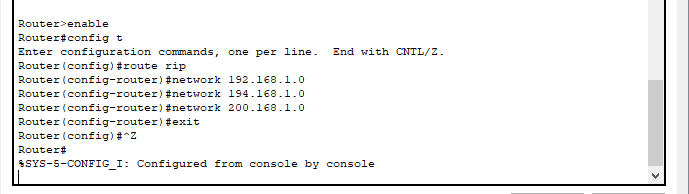 Router>enable
Router#config t
Enter configuration commands, one per line.  End with CNTL/Z.
Router(config)#route rip
Router(config-router)#network 192.168.1.0
Router(config-router)#network 194.168.1.0
Router(config-router)#network 200.168.1.0
Router(config-router)#exit
Router(config)#^Z
Router#
%SYS-5-CONFIG_I: Configured from console by console